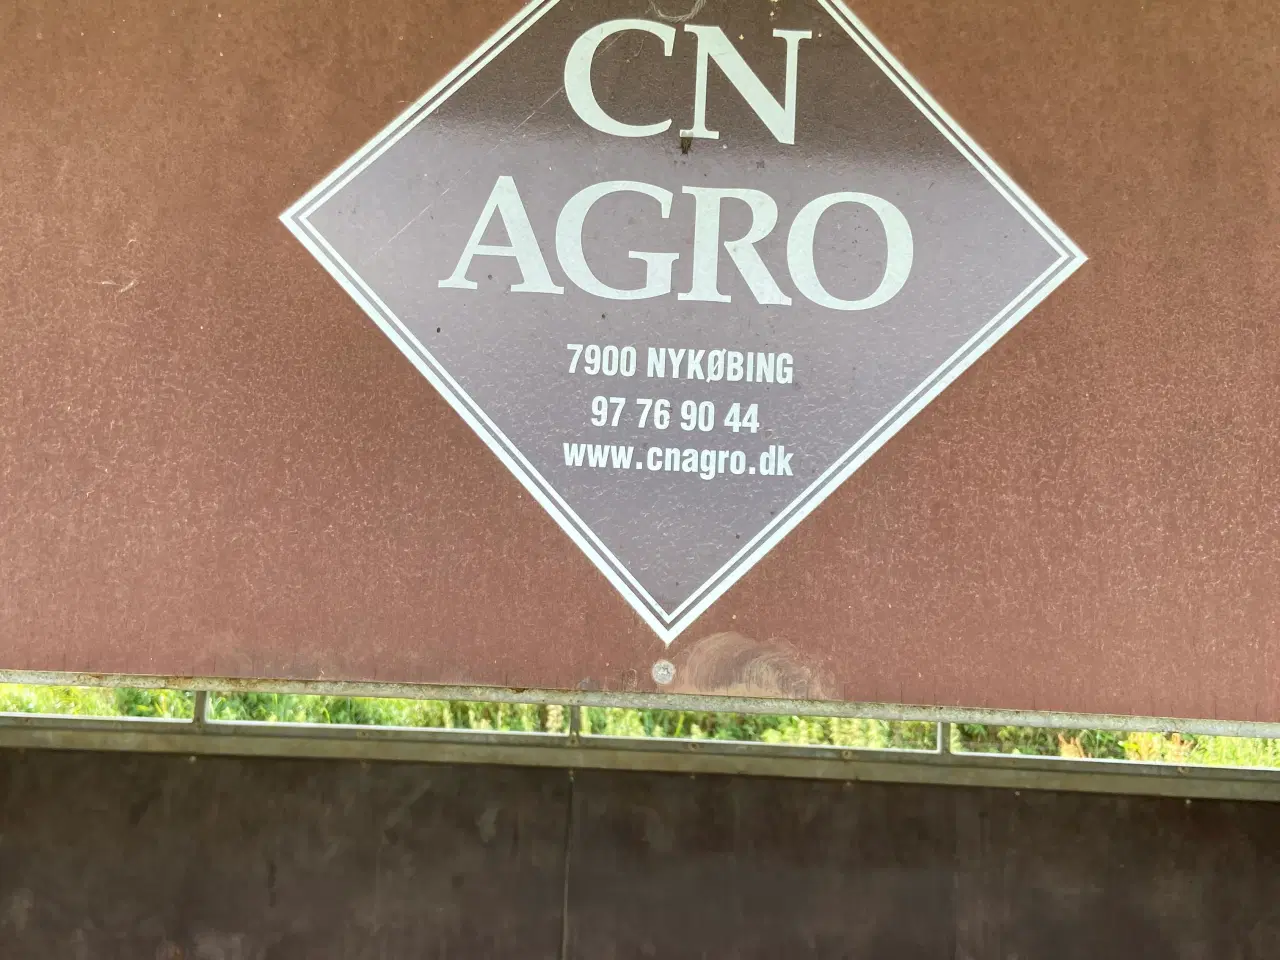 CN
AGRO
7900 NYKØBING
97 76 90 44
www.cnagro.dk